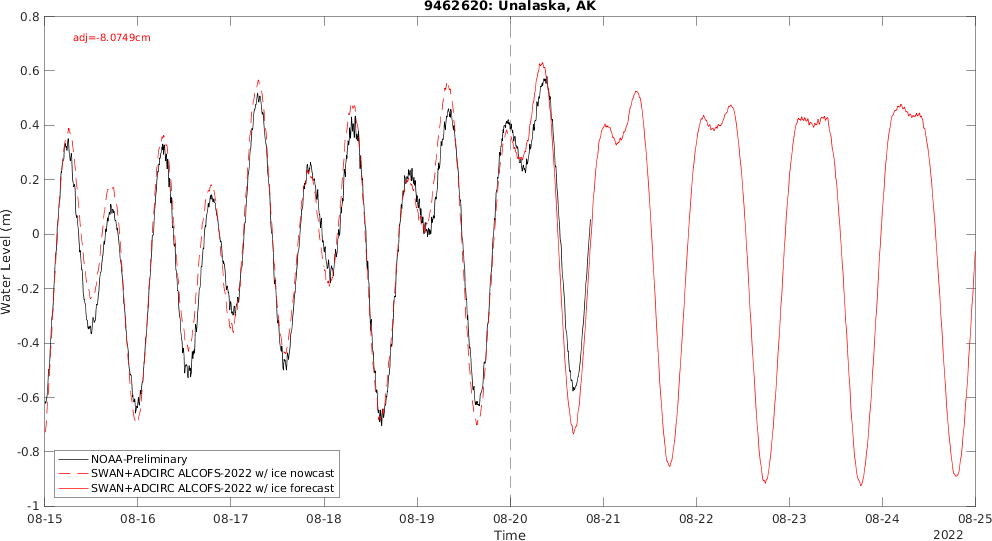 9462620: Unalaska, AK
adj=-8.0749cm
0.8
0.6
0.4
0.2
0
-0.2
-0.4
-0.6
-0.8
-1
Water Level (m)
NOAA-Preliminary
SWAN+ADCIRC ALCOFS-2022 w/ ice nowcast
SWAN+ADCIRC ALCOFS-2022 w/ ice forecast
08-15 08-16 08-17 08-18 08-19 08-20 08-21 08-22 08-23 08-24 08-25
Time
2022